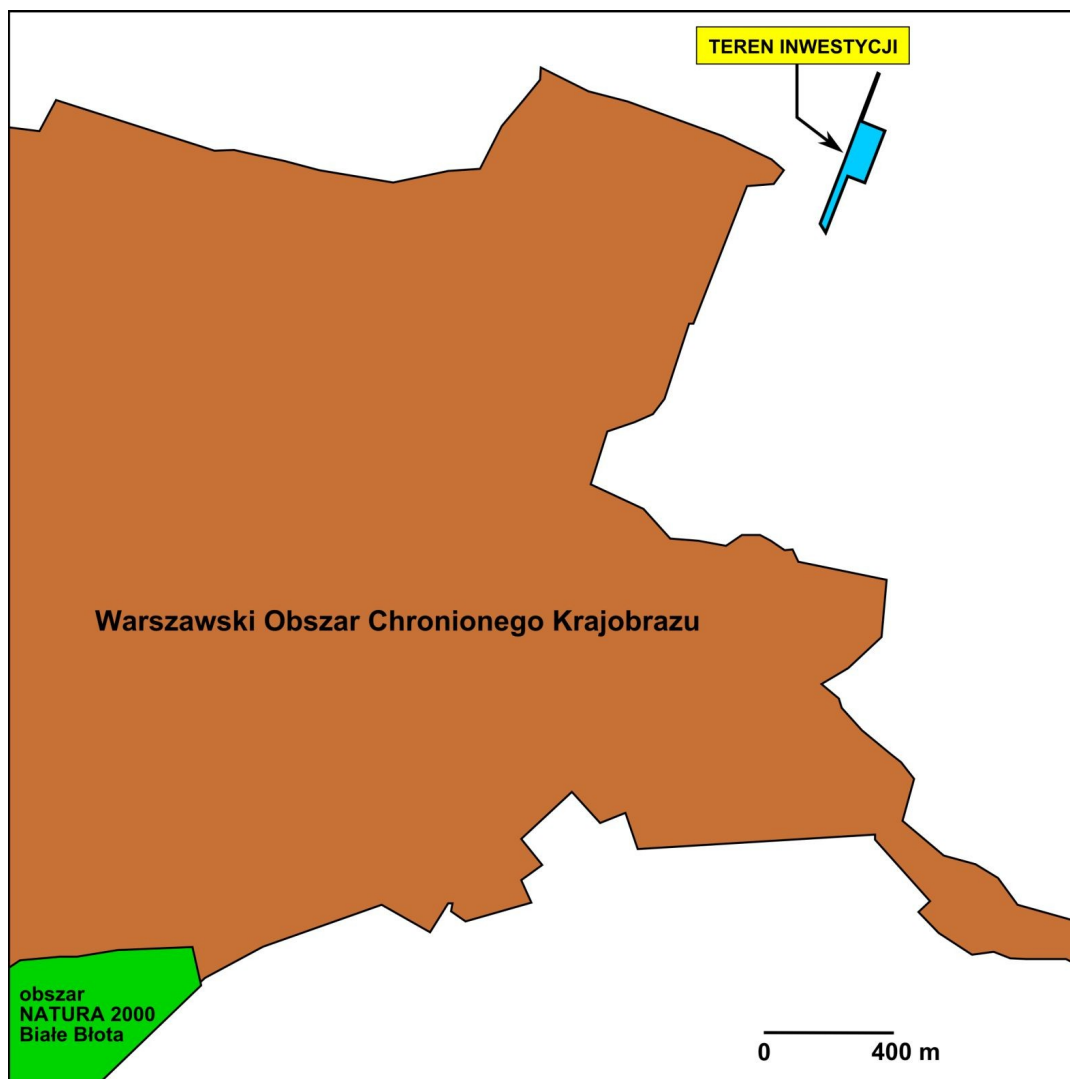 TEREN INWESTYCJI
Warszawski Obszar Chronionego Krajobrazu
obszar
NATURA 2000
Białe Błota
0 400 m